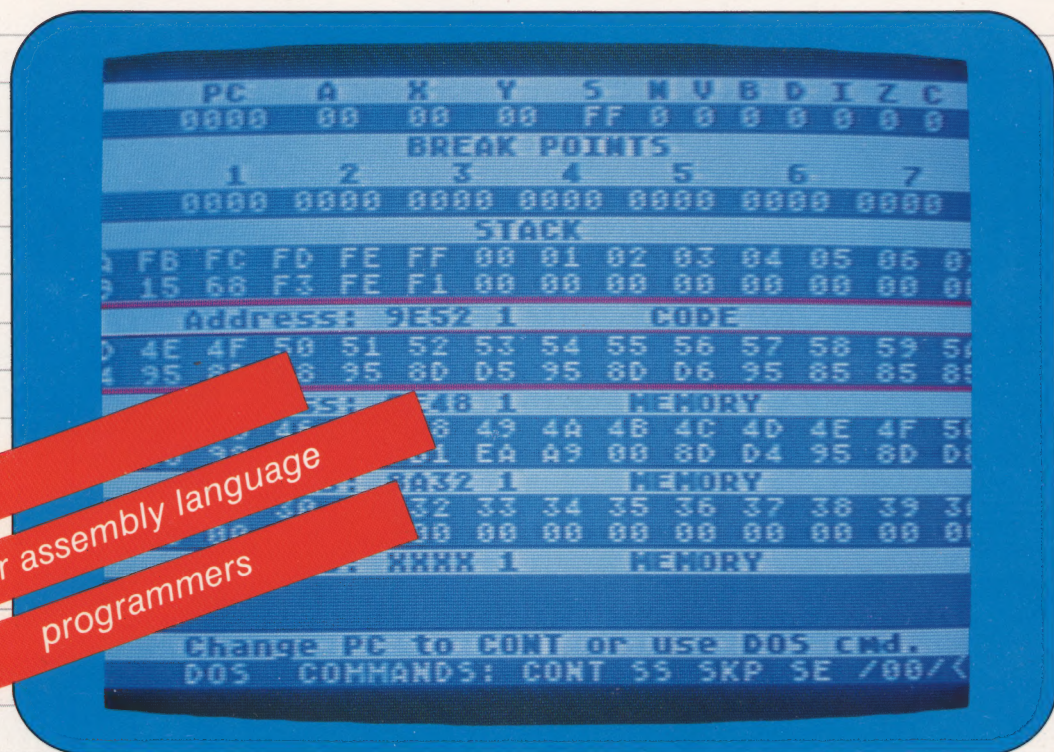 PC A X Y S N V B D I Z C
0000 00 00 00 FF 0 0 0 0 0 0 0
BREAK POINTS
1 2 3 4 5 6 7
0000 0000 0000 0000 0000 0000 0000
STACK
FB FC FD FE FF 00 01 02 03 04 05 06
15 68 F3 FE F1 00 00 00 00 00 00 00
Address: 9E52 1 CODE
4E 4F 50 51 52 53 54 55 56 57 58 59
95 95 8D D5 95 8D D6 95 85 85
48 1 MEMORY
49 4A 4B 4C 4D 4E 4F
EA A9 00 8D D4 95 8D
A32 1 MEMORY
32 33 34 35 36 37 38 39
00 00 00 00 00 00 00 00
XXXX 1 MEMORY
assembly language
programmers
Change PC to CONT or use DOS cmd.
DOS COMMANDS: CONT SS SKP SE /00/<